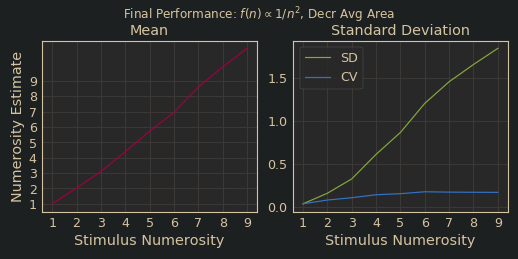 Final Performance: f(n) ∝ 1/n², Decr Avg Area
Mean
Numerosity Estimate
9
8
7
6
5
4
3
2
1
1 2 3 4 5 6 7 8 9
Stimulus Numerosity
Standard Deviation
SD
CV
1.5
1.0
0.5
0.0
1 2 3 4 5 6 7 8 9
Stimulus Numerosity